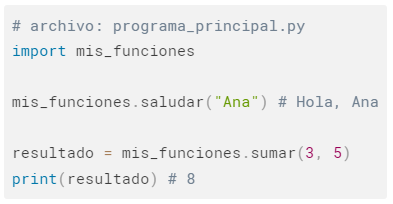 # archivo: programa_principal.py
import mis_funciones
mis_funciones.saludar("Ana") # Hola, Ana
resultado = mis_funciones.sumar(3, 5)
print(resultado) # 8